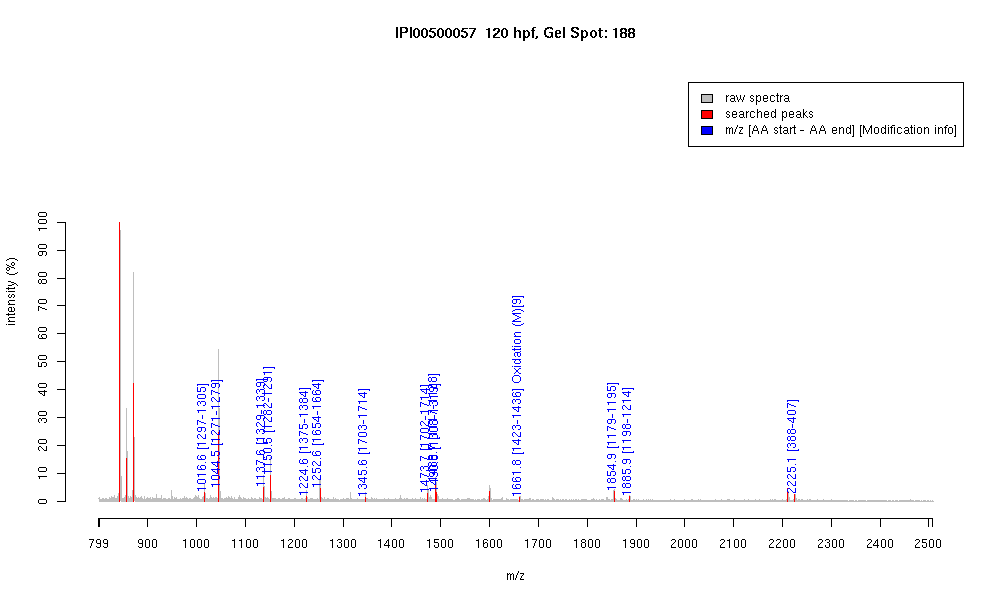 IPI00500057 120 hpf, Gel Spot: 188
raw spectra
searched peaks
m/z [AA start - AA end] [Modification info]
intensity (%)
100
90
80
70
60
50
40
30
20
10
0
1016.6 [1297-1305]
1044.5 [1271-1279]
1137.6 [1329-1339]
1150.5 [1282-1291]
1224.6 [1375-1384]
1252.6 [1654-1664]
1345.6 [1703-1714]
1473.7 [1702-1714]
1661.8 [1423-1436] Oxidation (M)[9]
1854.9 [1179-1195]
1885.9 [1198-1214]
2225.1 [388-407]
799 900 1000 1100 1200 1300 1400 1500 1600 1700 1800 1900 2000 2100 2200 2300 2400 2500
m/z